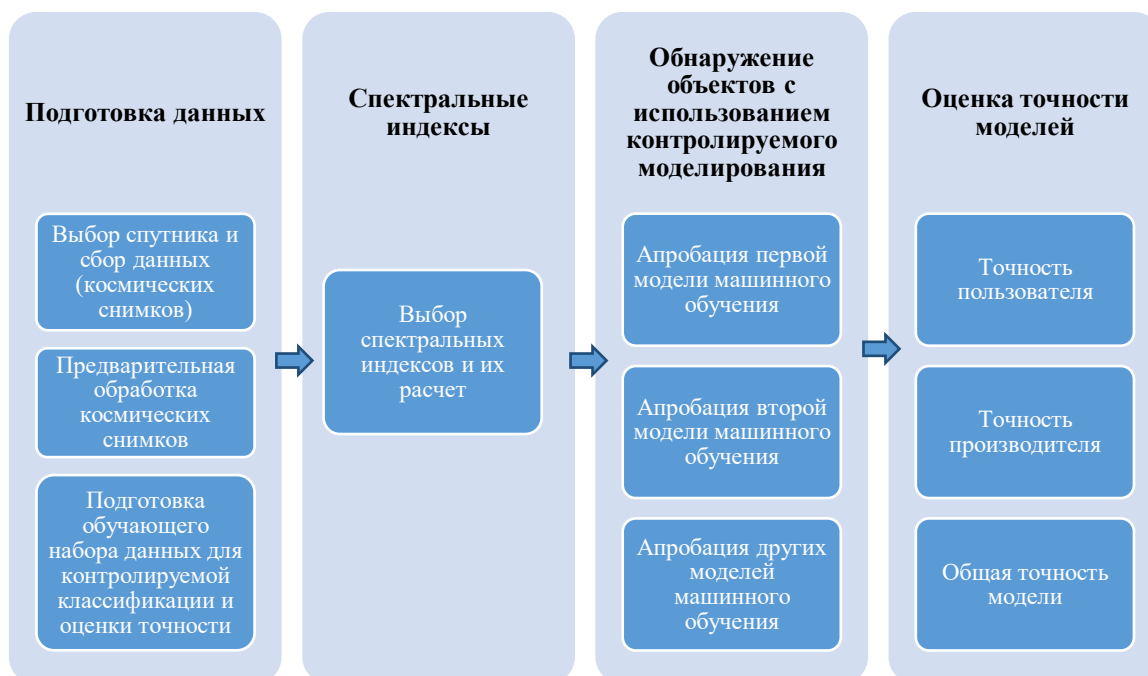 Подготовка данных
Выбор спутника и
сбор данных
(космических
снимков)
Предварительная
обработка
космических
снимков
Подготовка
обучающего
набора данных для
контролируемой
классификации и
оценки точности
Спектральные
индексы
Выбор
спектральных
индексов и их
расчет
Обнаружение
объектов с
использованием
контролируемого
моделирования
Апробация первой
модели машинного
обучения
Апробация второй
модели машинного
обучения
Апробация других
моделей
машинного
обучения
Оценка точности
моделей
Точность
пользователя
Точность
производителя
Общая точность
модели